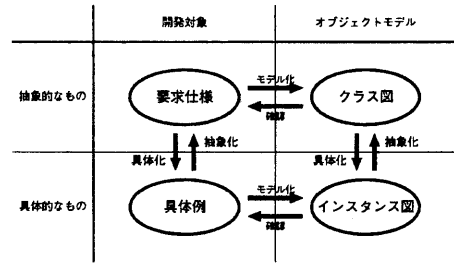 開発対象
オブジェクトモデル
抽象的なもの
要求仕様
モデル化
確認
クラス図
具体化
抽象化
具体化
抽象化
具体的なもの
具体例
モデル化
確認
インスタンス図